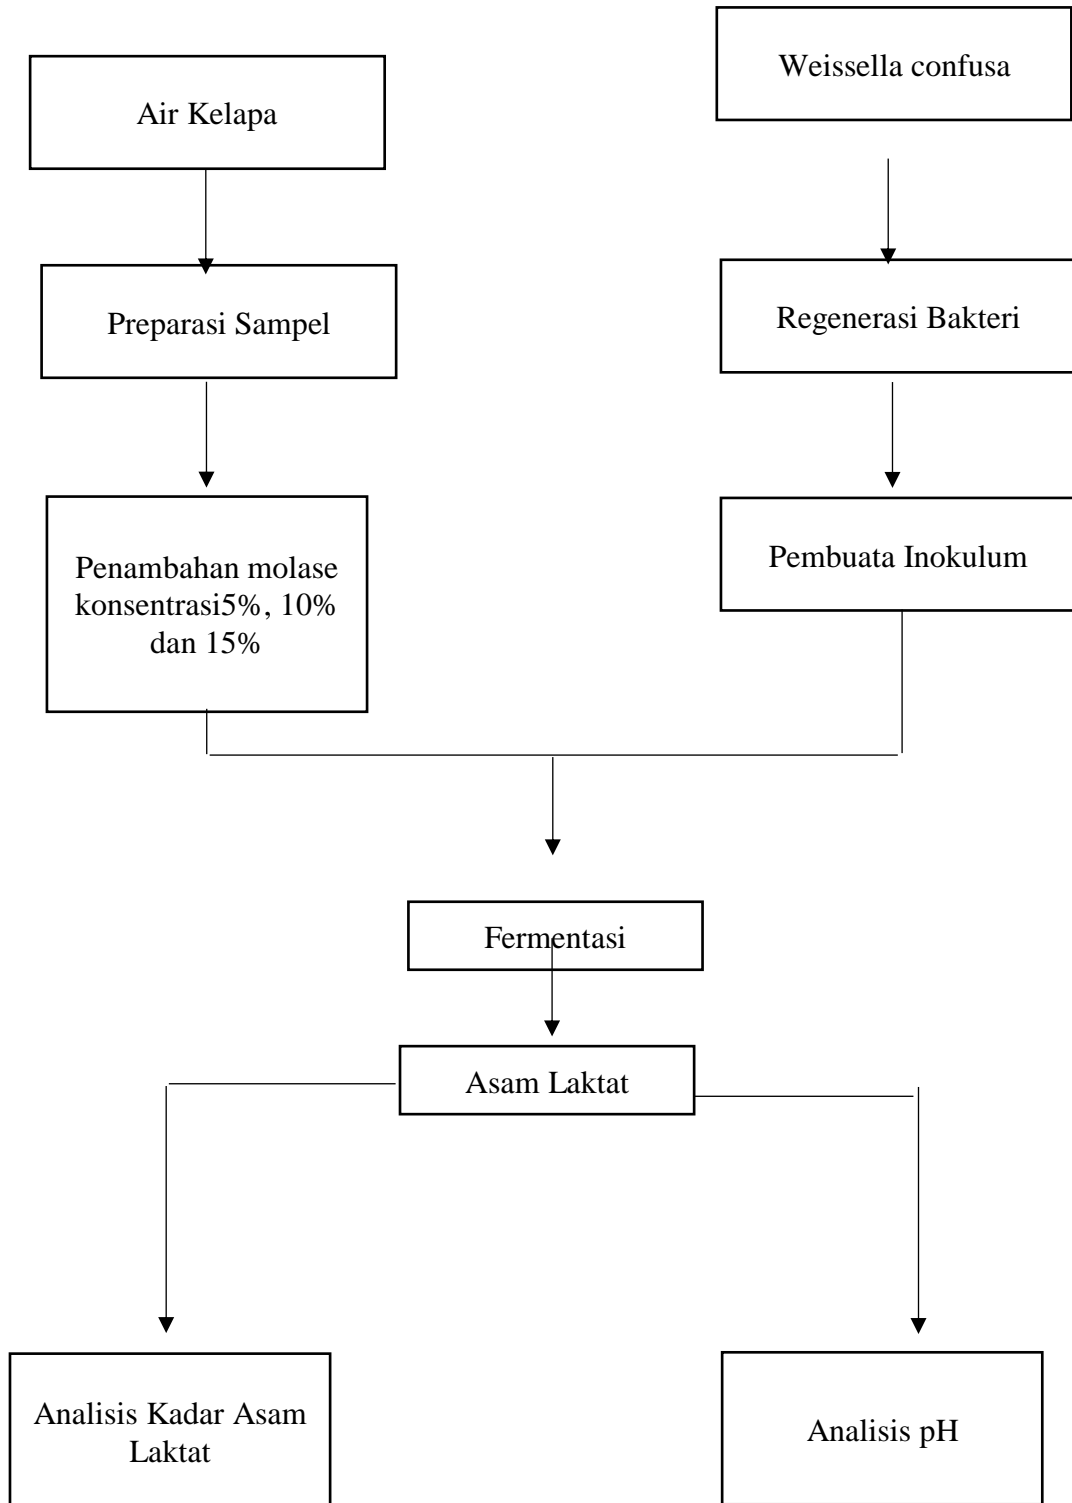 Air Kelapa
Weissella confusa
Preparasi Sampel
Regenerasi Bakteri
Penambahan molase
konsentrasi5%, 10%
dan 15%
Pembuata Inokulum
Fermentasi
Asam Laktat
Analisis Kadar Asam
Laktat
Analisis pH